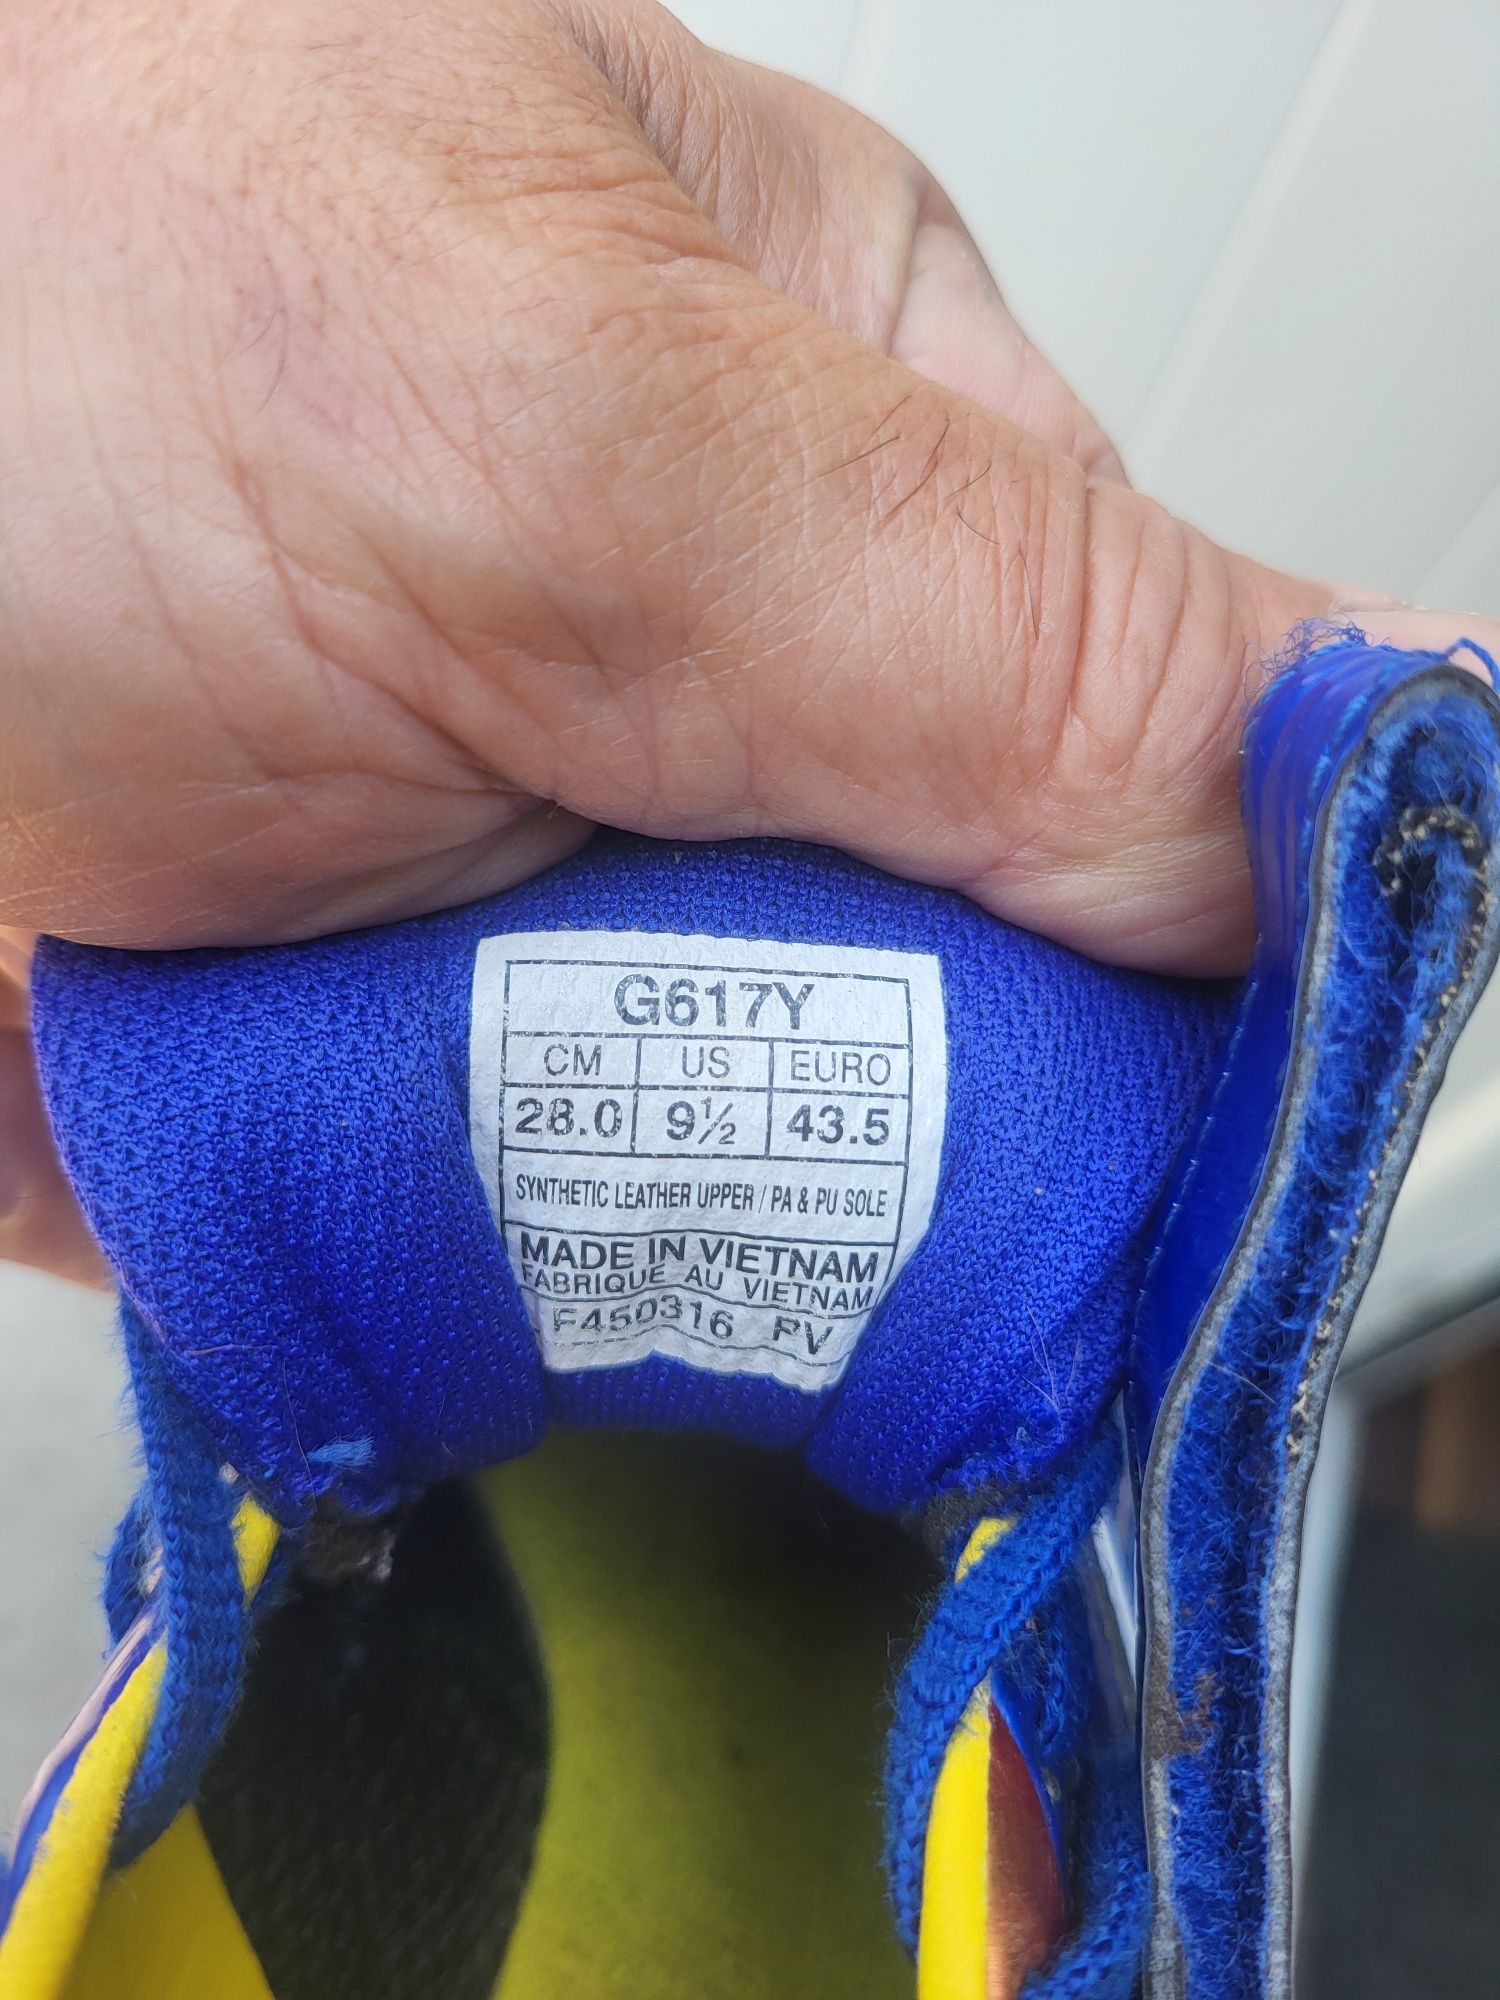 G617Y
CM US EURO
28.0 9½ 43.5
SYNTHETIC LEATHER UPPER / PA & PU SOLE
MADE IN VIETNAM
FABRIQUE AU VIETNAM
F450316 PV